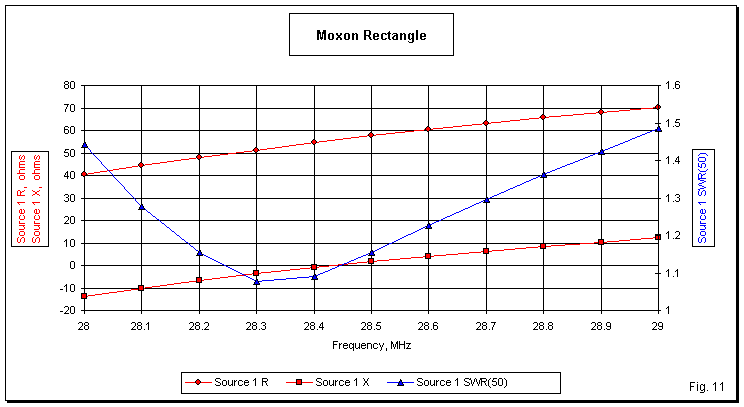 Moxon Rectangle
Source 1 R, ohms
Source 1 X, ohms
80
70
60
50
40
30
20
10
0
-10
-20
1.6
1.5
1.4
1.3
1.2
1.1
1
Source 1 SWR(50)
28 28.1 28.2 28.3 28.4 28.5 28.6 28.7 28.8 28.9 29
Frequency, MHz
Source 1 R Source 1 X Source 1 SWR(50)
Fig. 11